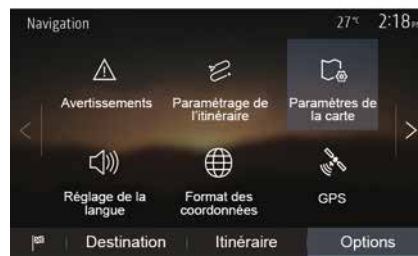 Navigation 27°C 2:18
Avertissements
Paramétrage de
l'itinéraire
Paramètres de
la carte
Réglage de la
langue
Format des
coordonnées
GPS
Destination Itinéraire Options